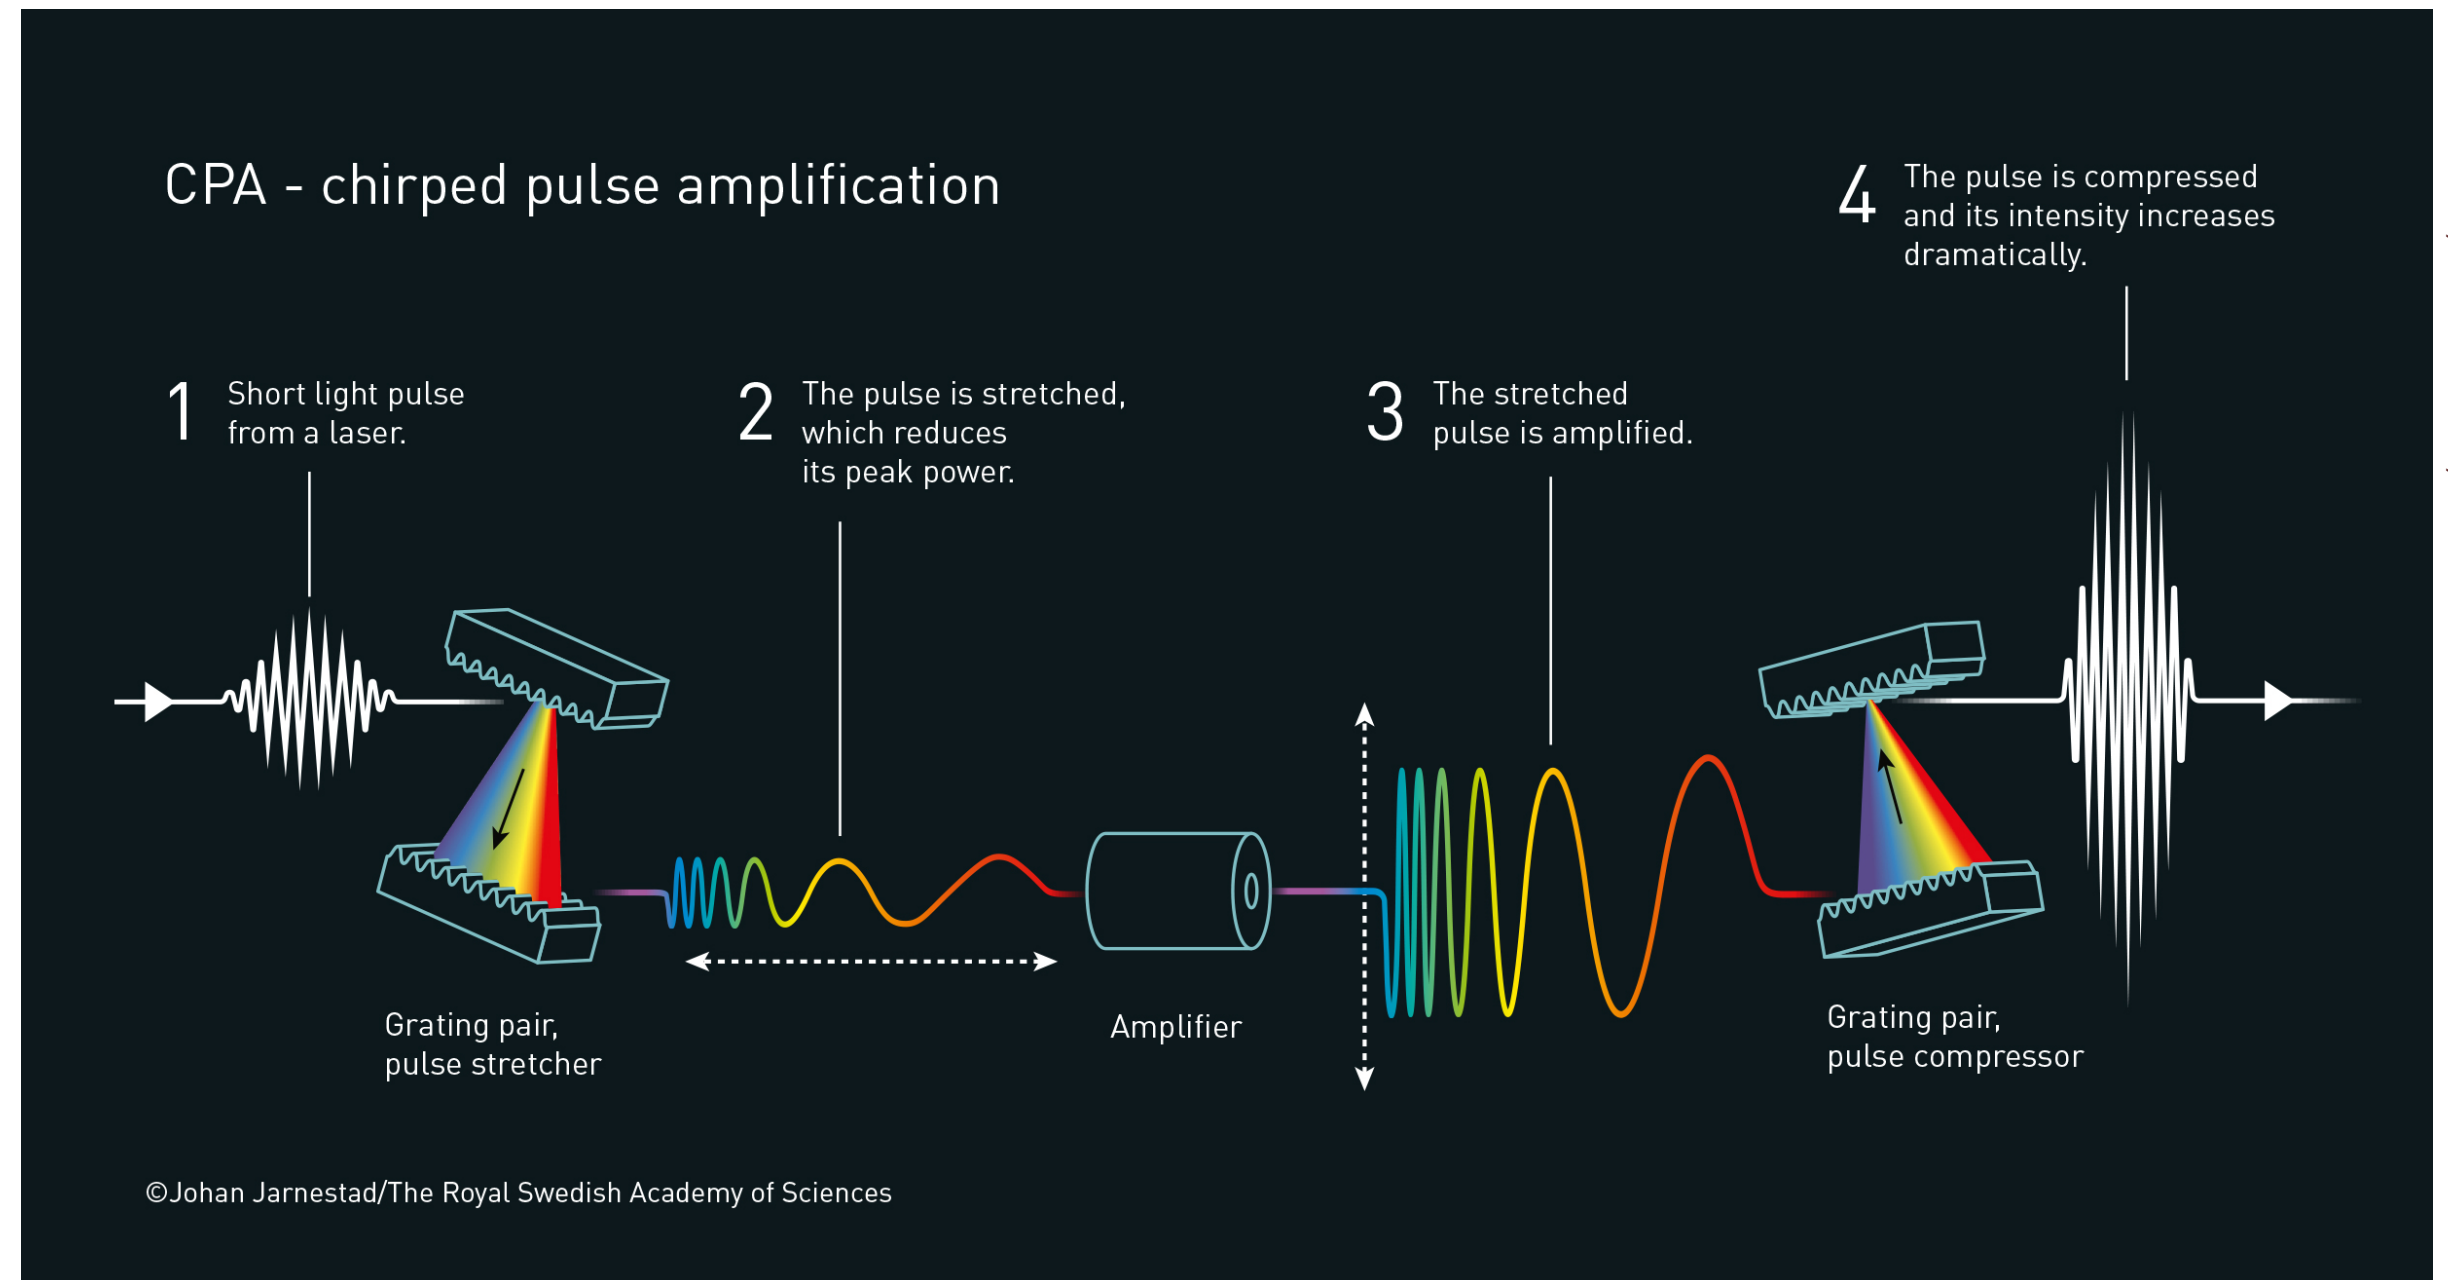 CPA - chirped pulse amplification
1 Short light pulse
from a laser.
2 The pulse is stretched,
which reduces
its peak power.
3 The stretched
pulse is amplified.
4 The pulse is compressed
and its intensity increases
dramatically.
Grating pair,
pulse stretcher
Amplifier
Grating pair,
pulse compressor
©Johan Jarnestad/The Royal Swedish Academy of Sciences